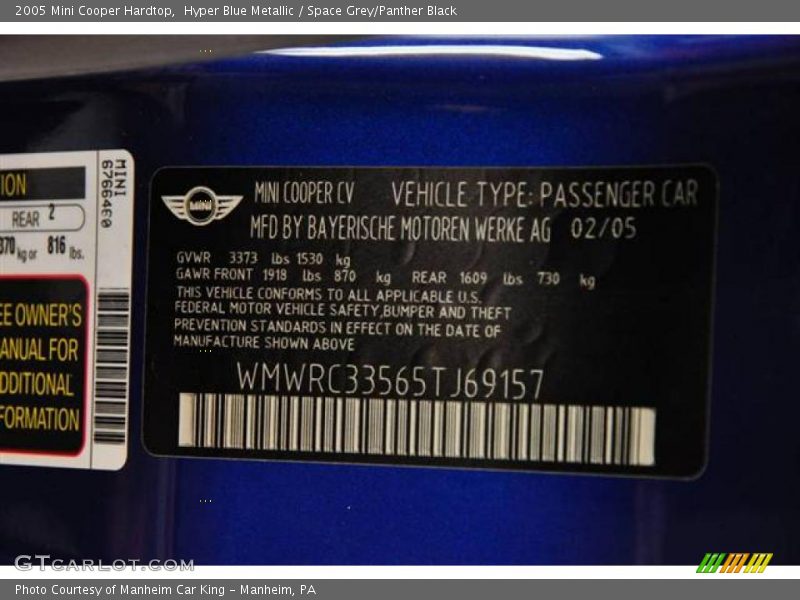 2005 Mini Cooper Hardtop,  Hyper Blue Metallic / Space Grey/Panther Black
ION
REAR 2
370 kg or 816 lbs.
EE OWNER'S
ANUAL FOR
DDITIONAL
FORMATION
MINI
6766460
MINI COOPER CV VEHICLE TYPE: PASSENGER CAR
MFD BY BAYERISCHE MOTOREN WERKE AG 02/05
GVWR 3373 lbs 1530 kg
GAWR FRONT 1918 lbs 870 kg REAR 1609 lbs 730 kg
THIS VEHICLE CONFORMS TO ALL APPLICABLE U.S.
FEDERAL MOTOR VEHICLE SAFETY,BUMPER AND THEFT
PREVENTION STANDARDS IN EFFECT ON THE DATE OF
MANUFACTURE SHOWN ABOVE
WMWRC33565TJ69157
GTCARLOT.COM
Photo Courtesy of Manheim Car King - Manheim, PA